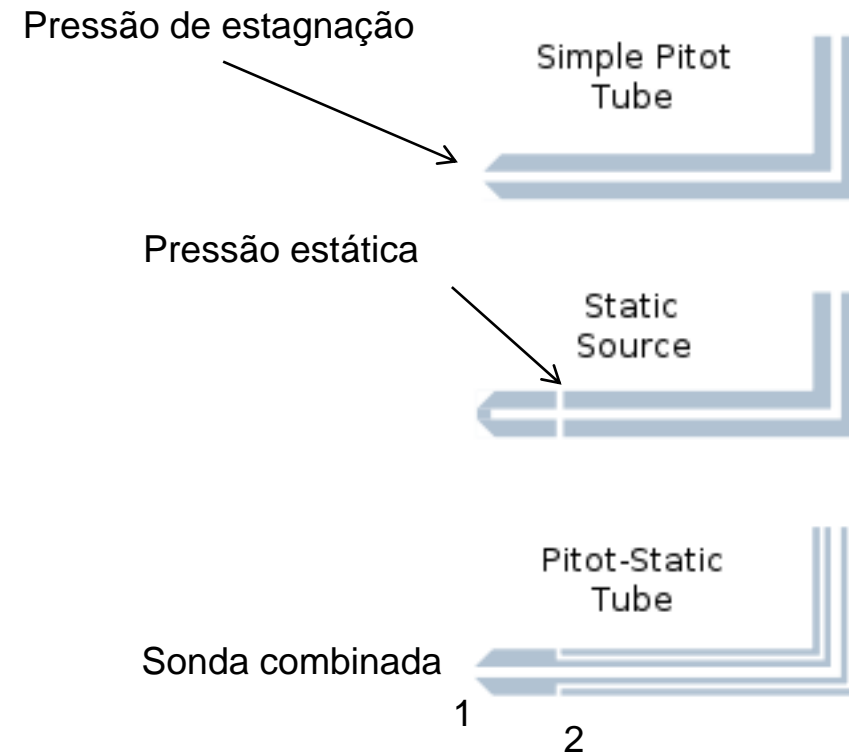 Pressão de estagnação
Simple Pitot
Tube
Pressão estática
Static
Source
Pitot-Static
Tube
Sonda combinada
1
2